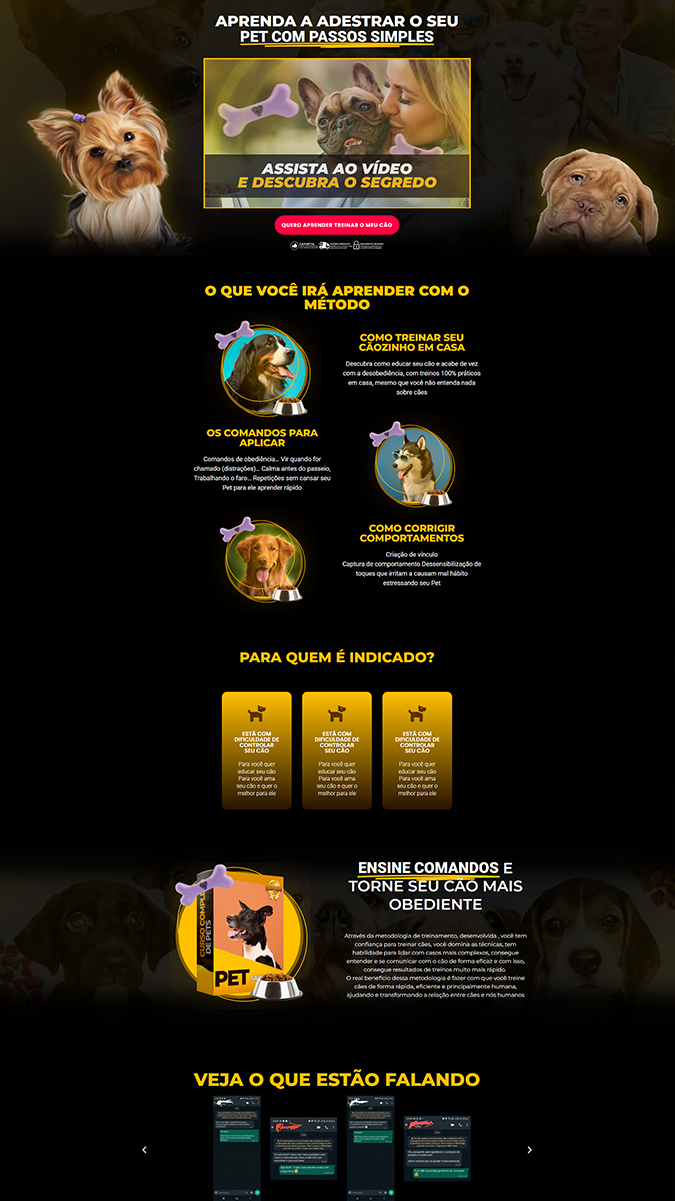 APRENDA A ADESTRAR O SEU
PET COM PASSOS SIMPLES
ASSISTA AO VÍDEO
E DESCUBRA O SEGREDO
QUERO APRENDER TREINAR O MEU CÃO
O QUE VOCÊ IRÁ APRENDER COM O
MÉTODO
COMO TREINAR SEU
CÃOZINHO EM CASA
Descubra como educar seu cão e acabe de vez
com a desobediência, com treinos 100% práticos
em casa, mesmo que você não entenda nada
sobre cães
OS COMANDOS PARA
APLICAR
Comandos de obediência... Vir quando for
chamado (distrações)... Calma antes do passeio,
Trabalhando o faro... Repetições sem cansar seu
Pet para ele aprender rápido
COMO CORRIGIR
COMPORTAMENTOS
Criação de vínculo
Captura de comportamento Dessensibilização de
toques que irritam a causam mal hábito
estressando seu Pet
PARA QUEM É INDICADO?
ESTÁ COM
DIFICULDADE DE
CONTROLAR
SEU CÃO
Para você quer
educar seu cão
Para você ama
seu cão e quer o
melhor para ele
ESTÁ COM
DIFICULDADE DE
CONTROLAR
SEU CÃO
Para você quer
educar seu cão
Para você ama
seu cão e quer o
melhor para ele
ESTÁ COM
DIFICULDADE DE
CONTROLAR
SEU CÃO
Para você quer
educar seu cão
Para você ama
seu cão e quer o
melhor para ele
CURSO COMPL
DE PETS
PET
ENSINE COMANDOS E
TORNE SEU CÃO MAIS
OBEDIENTE
Através da metodologia de treinamento, desenvolvida , você tem
confiança para treinar cães, você domina as técnicas, tem
habilidade para lidar com casos mais complexos, consegue
entender e se comunicar com o cão de forma eficaz e com isso,
consegue resultados de treinos muito mais rápido.
O real benefício dessa metodologia é fazer com que você treine
cães de forma rápida, eficiente e principalmente humana,
ajudando e transformando a relação entre cães e nós humanos
VEJA O QUE ESTÃO FALANDO